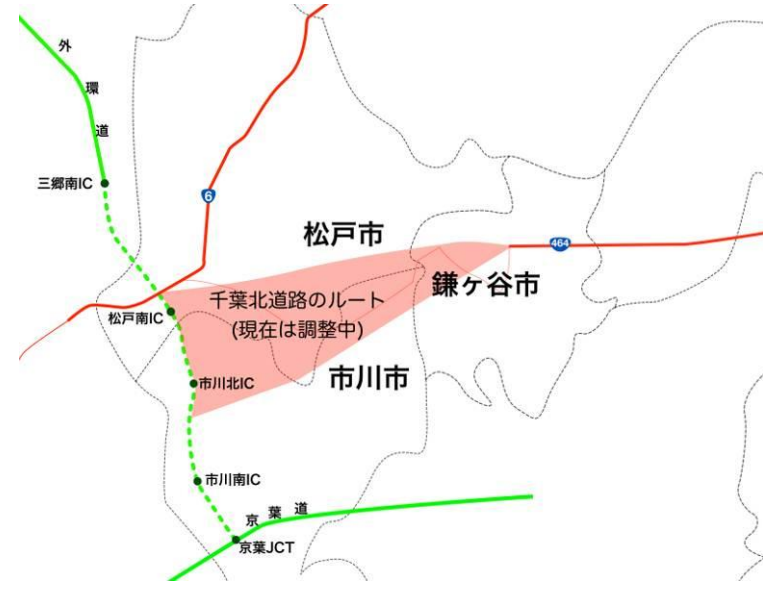 外環道
三郷南IC
6
松戸市
464
鎌ヶ谷市
千葉北道路のルート
(現在は調整中)
松戸南IC
市川市
市川北IC
市川南IC
京葉道
京葉JCT